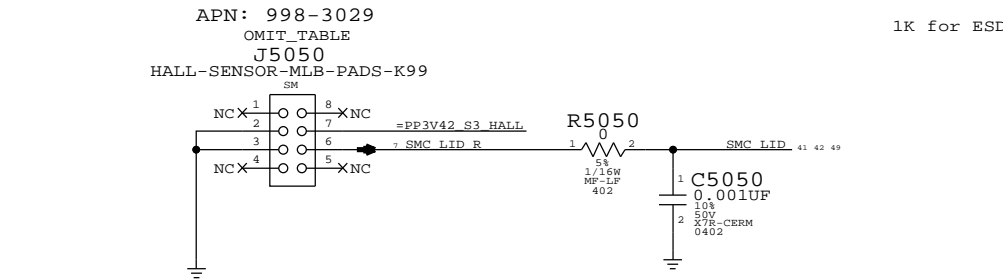 APN: 998-3029
1K for ESD
OMIT_TABLE
J5050
HALL-SENSOR-MLB-PADS-K99
SM
NC 1 8 NC
2 7 =PP3V42_S3_HALL
3 6 7 SMC_LID_R
NC 4 5 NC
R5050
0
1 2
5%
1/16W
MF-LF
402
SMC_LID 41 42 49
1 C5050
0.001UF
10%
2 50V
X7R-CERM
0402